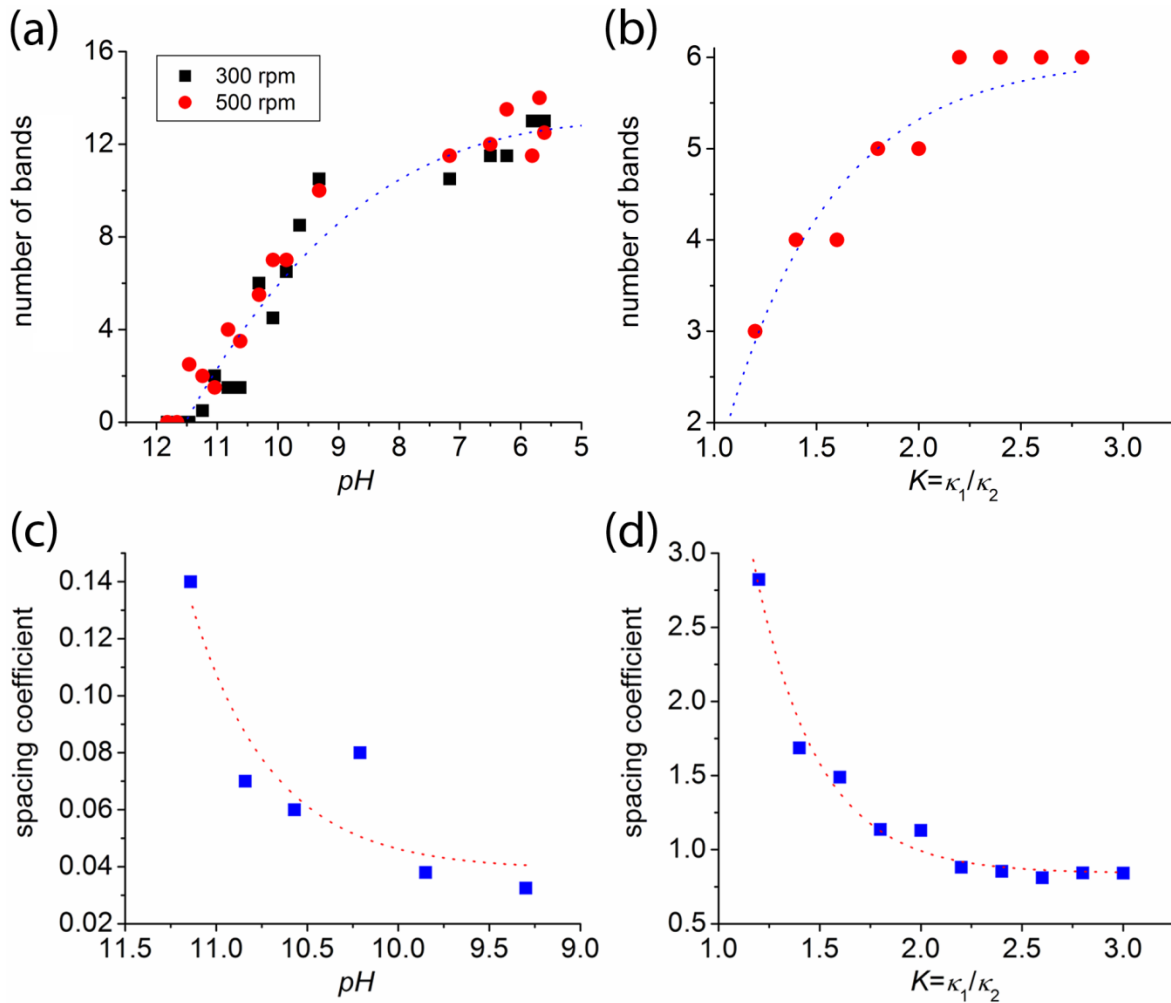 (a)
number of bands
16
12
8
4
0
300 rpm
500 rpm
12 11 10 9 8 7 6 5
pH
(b)
number of bands
6
5
4
3
2
1.0 1.5 2.0 2.5 3.0
K=κ1/κ2
(c)
spacing coefficient
0.14
0.12
0.10
0.08
0.06
0.04
0.02
11.5 11.0 10.5 10.0 9.5 9.0
pH
(d)
spacing coefficient
3.0
2.5
2.0
1.5
1.0
0.5
1.0 1.5 2.0 2.5 3.0
K=κ1/κ2